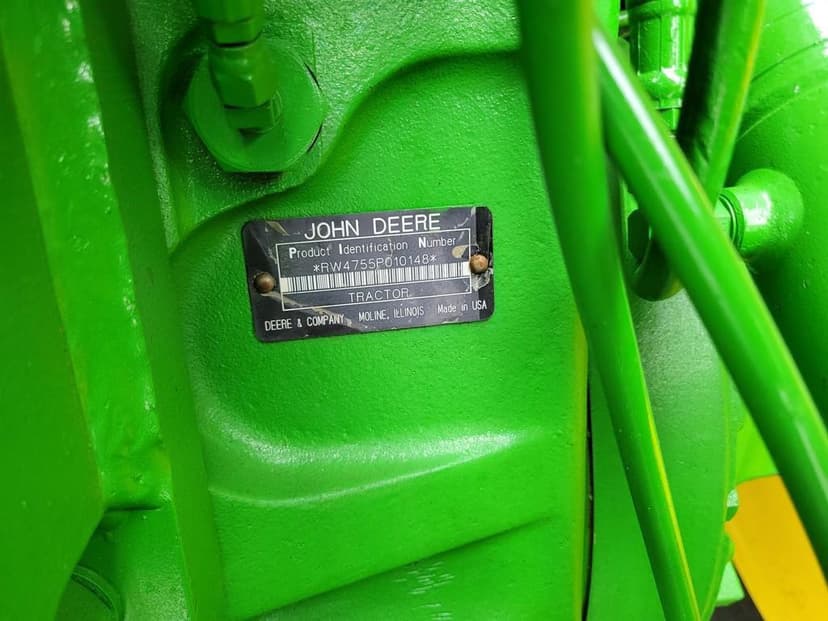 JOHN DEERE
Product Identification Number
*RW4755P010148*
TRACTOR
DEERE & COMPANY MOLINE, ILLINOIS Made in USA